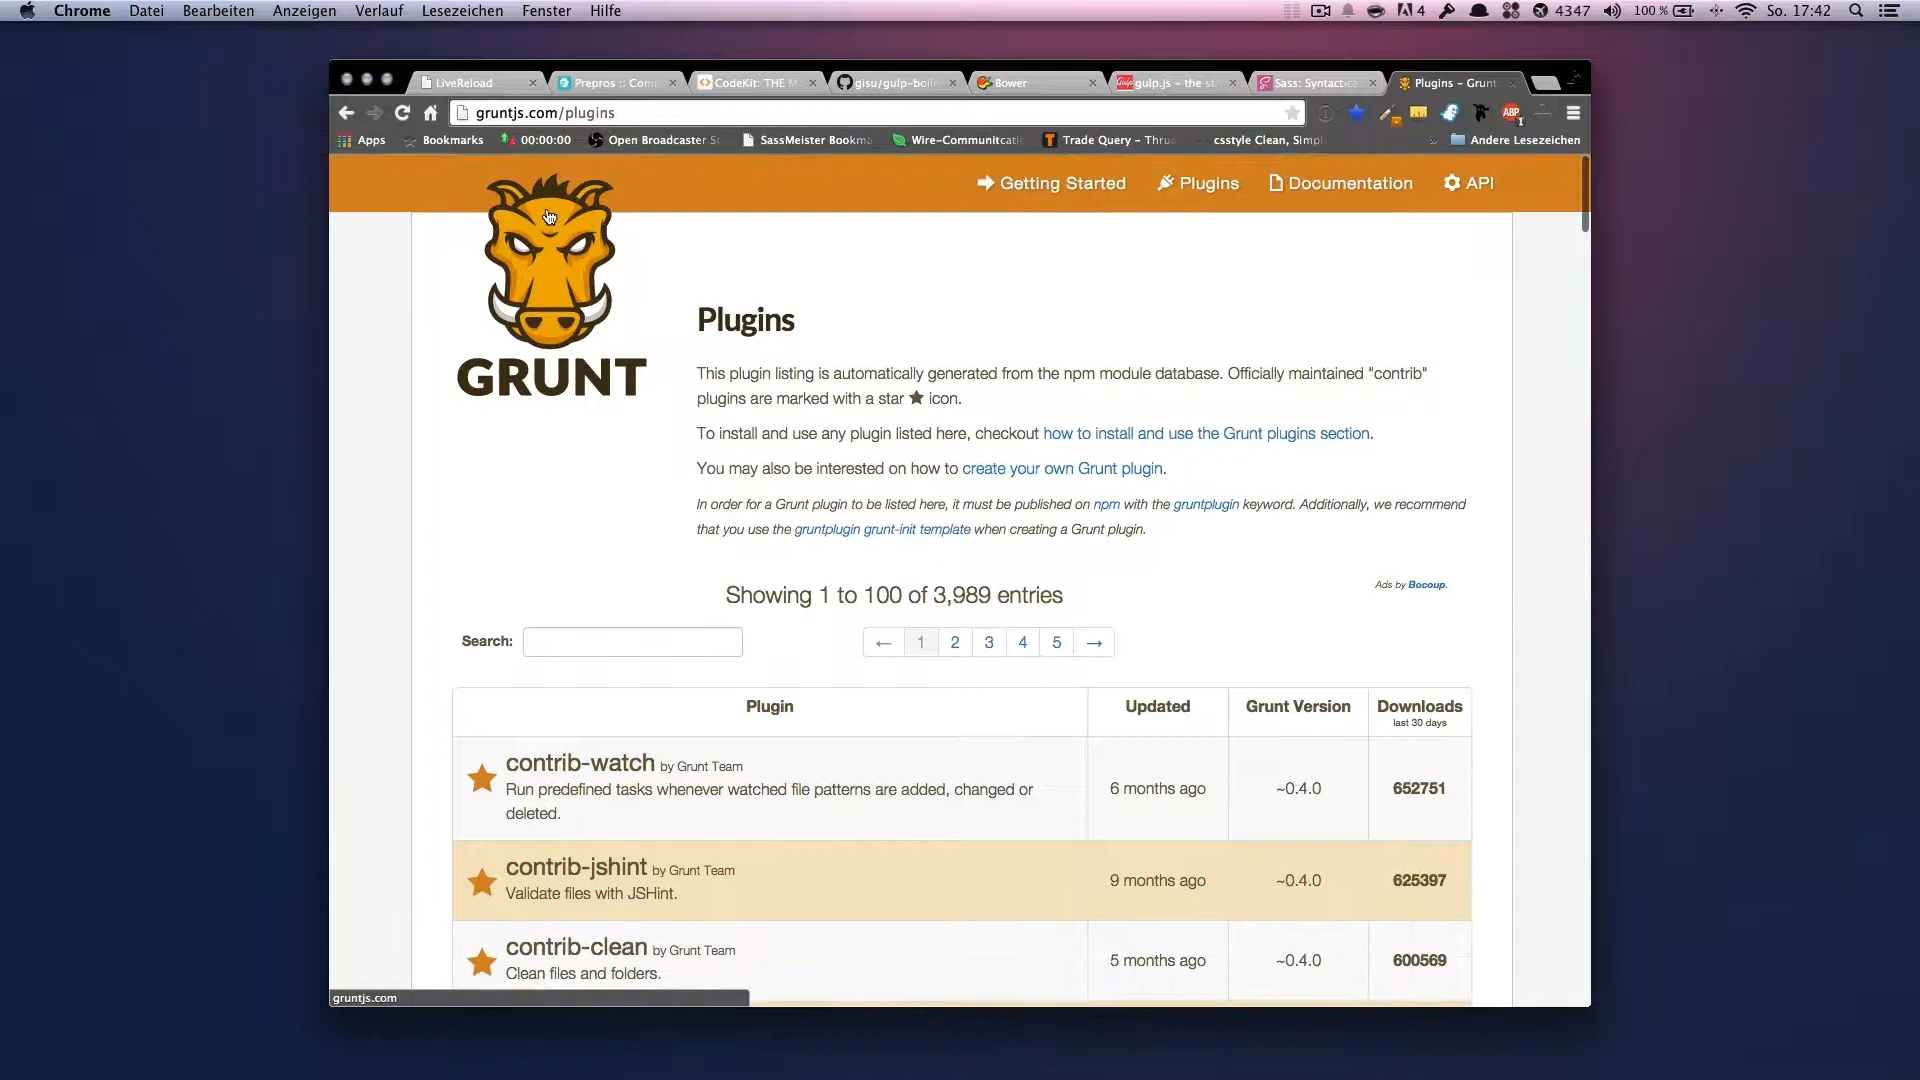 Chrome Datei Bearbeiten Anzeigen Verlauf Lesezeichen Fenster Hilfe 4 4347 100 % So. 17:42
LiveReload Prepros :: Com CodeKit: THE M gisu/gulp-boile Bower gulp.js – the st Sass: Syntactica Plugins – Grunt
gruntjs.com/plugins
ABP 1
Apps Bookmarks 00:00:00 Open Broadcaster Sc SassMeister Bookma Wire-Communitcati Trade Query - Thruc csstyle Clean, Simpl » Andere Lesezeichen
Getting Started Plugins Documentation API
GRUNT
Plugins
This plugin listing is automatically generated from the npm module database. Officially maintained "contrib"
plugins are marked with a star ★ icon.
To install and use any plugin listed here, checkout how to install and use the Grunt plugins section.
You may also be interested on how to create your own Grunt plugin.
In order for a Grunt plugin to be listed here, it must be published on npm with the gruntplugin keyword. Additionally, we recommend
that you use the gruntplugin grunt-init template when creating a Grunt plugin.
Ads by Bocoup.
Showing 1 to 100 of 3,989 entries
Search: ← 1 2 3 4 5 →
Plugin Updated Grunt Version Downloads
last 30 days
contrib-watch by Grunt Team
Run predefined tasks whenever watched file patterns are added, changed or
deleted.
6 months ago ~0.4.0 652751
contrib-jshint by Grunt Team
Validate files with JSHint.
9 months ago ~0.4.0 625397
contrib-clean by Grunt Team
Clean files and folders.
5 months ago ~0.4.0 600569
gruntjs.com